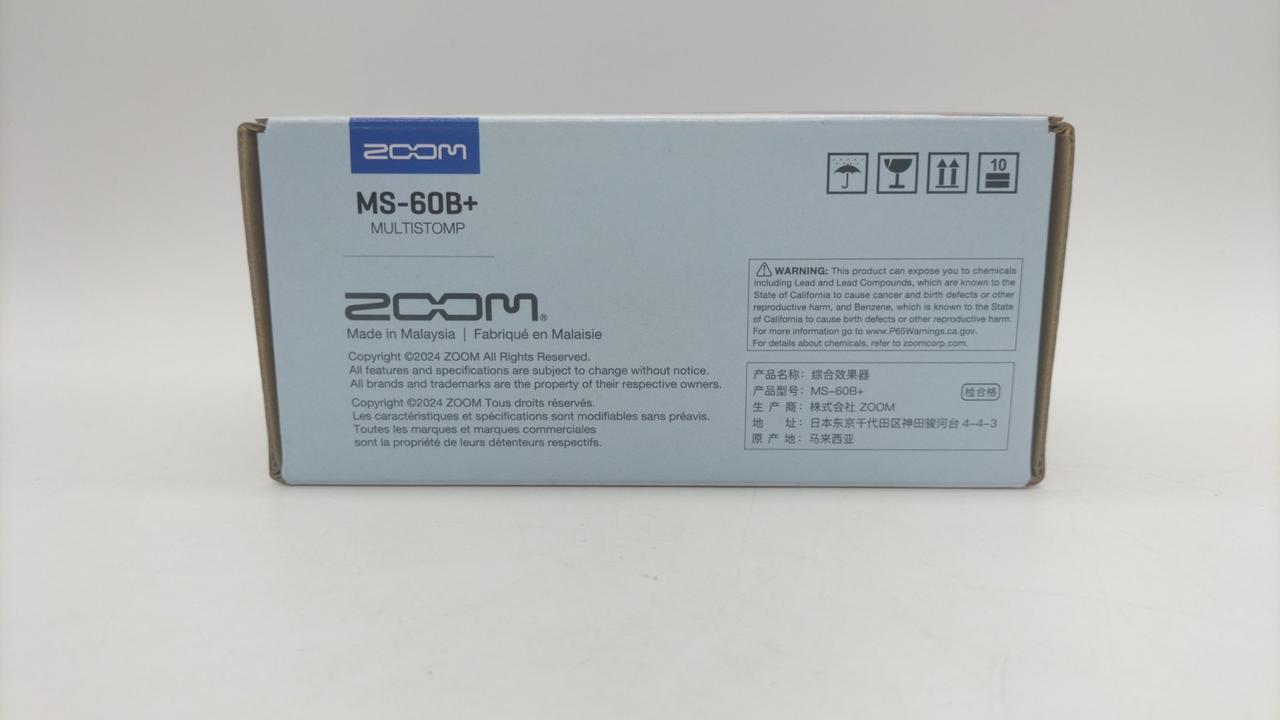 ZOOM
MS-60B+
MULTISTOMP
10
ZOOM®
Made in Malaysia | Fabriqué en Malaisie
Copyright ©2024 ZOOM All Rights Reserved.
All features and specifications are subject to change without notice.
All brands and trademarks are the property of their respective owners.
Copyright ©2024 ZOOM Tous droits réservés.
Les caractéristiques et spécifications sont modifiables sans préavis.
Toutes les marques et marques commerciales
sont la propriété de leurs détenteurs respectifs.
⚠ WARNING: This product can expose you to chemicals
including Lead and Lead Compounds, which are known to the
State of California to cause cancer and birth defects or other
reproductive harm, and Benzene, which is known to the State
of California to cause birth defects or other reproductive harm.
For more information go to www.P65Warnings.ca.gov.
For details about chemicals, refer to zoomcorp.com.
产品名称：综合效果器
产品型号：MS-60B+
检合格
生 产 商：株式会社 ZOOM
地 址：日本东京千代田区神田骏河台 4-4-3
原 产 地：马来西亚